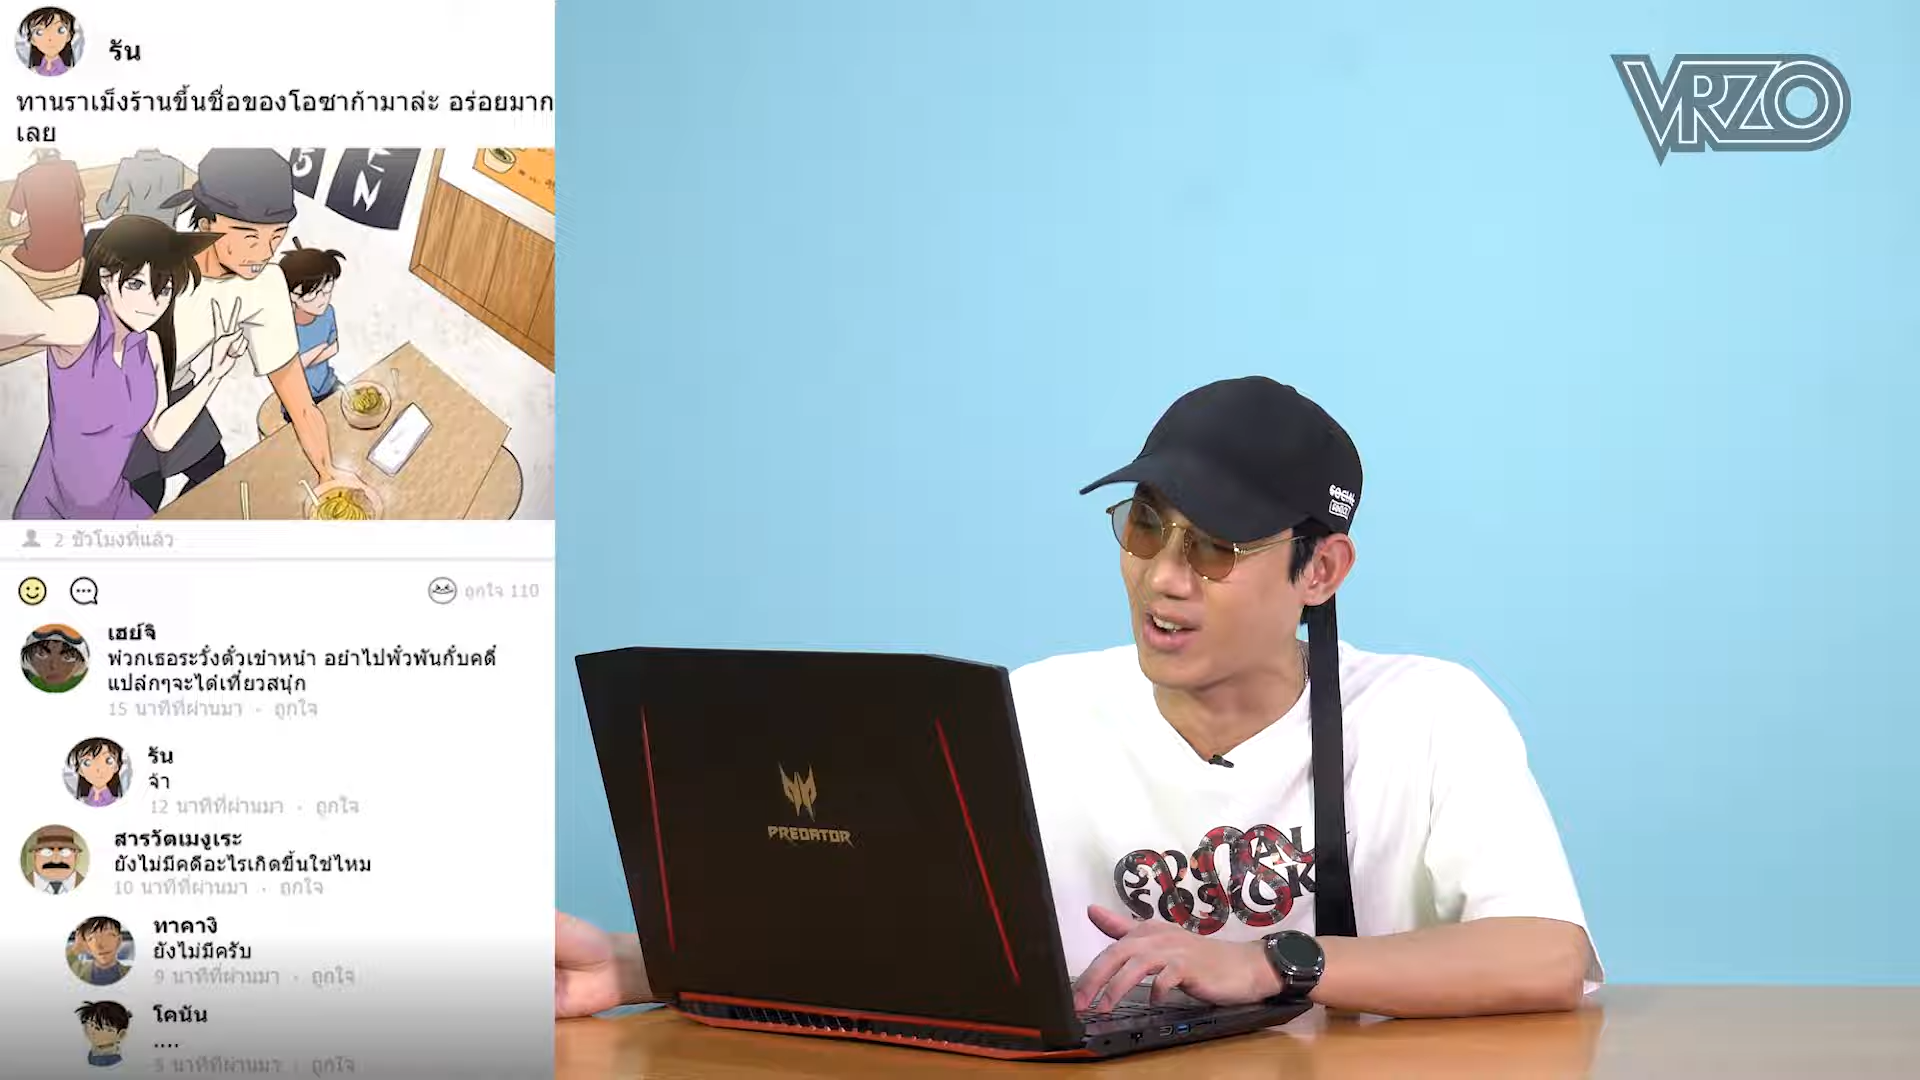 รัน
ทานราเม็งร้านขึ้นชื่อของโอซาก้ามาล่ะ อร่อยมาก
เลย
2 ชั่วโมงที่แล้ว
ถูกใจ 110
เฮย์จิ
พวกเธอระวังตัวเข้าหน่า อย่าไปพัวพันกับคดี
แปลกๆจะได้เที่ยวสนุก
15 นาทีที่ผ่านมา · ถูกใจ
รัน
จ้า
12 นาทีที่ผ่านมา · ถูกใจ
สารวัตเมงูเระ
ยังไม่มีคดีอะไรเกิดขึ้นใช่ไหม
10 นาทีที่ผ่านมา · ถูกใจ
ทาคางิ
ยังไม่มีครับ
9 นาทีที่ผ่านมา · ถูกใจ
โคนัน
....
5 นาทีที่ผ่านมา · ถูกใจ
VRZO
PREDATOR
SOCIAL